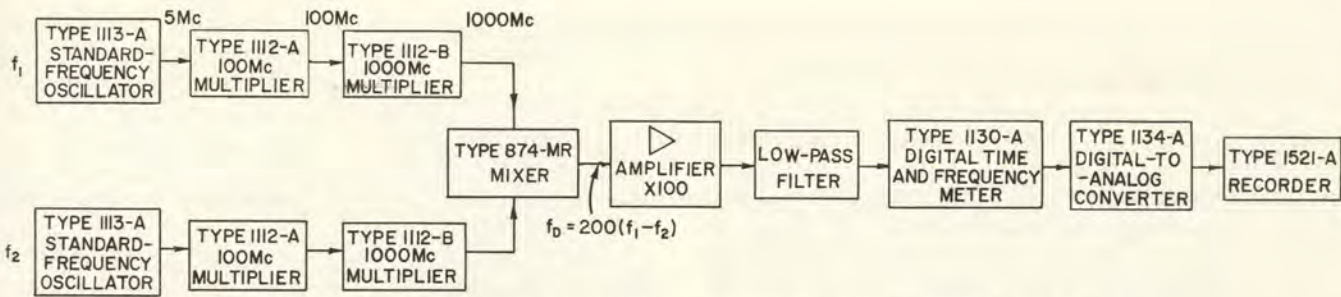 5Mc
100Mc
1000Mc
f₁
TYPE 1113-A
STANDARD-
FREQUENCY
OSCILLATOR
TYPE 1112-A
100Mc
MULTIPLIER
TYPE 1112-B
1000Mc
MULTIPLIER
TYPE 874-MR
MIXER
AMPLIFIER
X100
LOW-PASS
FILTER
TYPE 1130-A
DIGITAL TIME
AND FREQUENCY
METER
TYPE 1134-A
DIGITAL-TO
-ANALOG
CONVERTER
TYPE 1521-A
RECORDER
f_D = 200(f₁-f₂)
f₂
TYPE 1113-A
STANDARD-
FREQUENCY
OSCILLATOR
TYPE 1112-A
100Mc
MULTIPLIER
TYPE 1112-B
1000Mc
MULTIPLIER